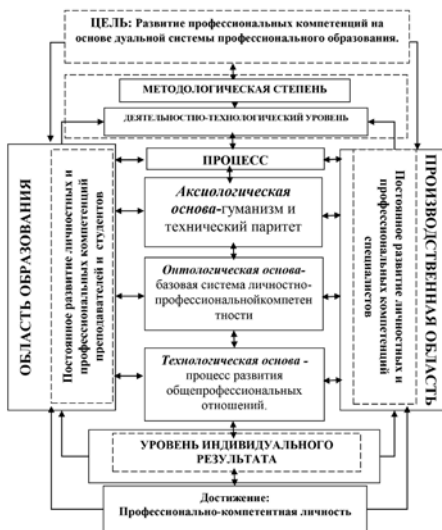 ЦЕЛЬ: Развитие профессиональных компетенций на
основе дуальной системы профессионального образования.
МЕТОДОЛОГИЧЕСКАЯ СТЕПЕНЬ
ДЕЯТЕЛЬНОСТНО-ТЕХНОЛОГИЧЕСКИЙ УРОВЕНЬ
ОБЛАСТЬ ОБРАЗОВАНИЯ
Постоянное развитие личностных и
профессиональных компетенций
преподавателей и студентов
ПРОЦЕСС
Аксиологическая
основа-гуманизм и
технический паритет
Онтологическая основа-
базовая система личностно-
профессиональнойкомпетен
тности
Технологическая основа -
процесс развития
общепрофессиональных
отношений.
Постоянное развитие личностных и
профессиональных компетенций
специалистов
ПРОИЗВОДСТВЕННАЯ ОБЛАСТЬ
УРОВЕНЬ ИНДИВИДУАЛЬНОГО
РЕЗУЛЬТАТА
Достижение:
Профессионально-компетентная личность